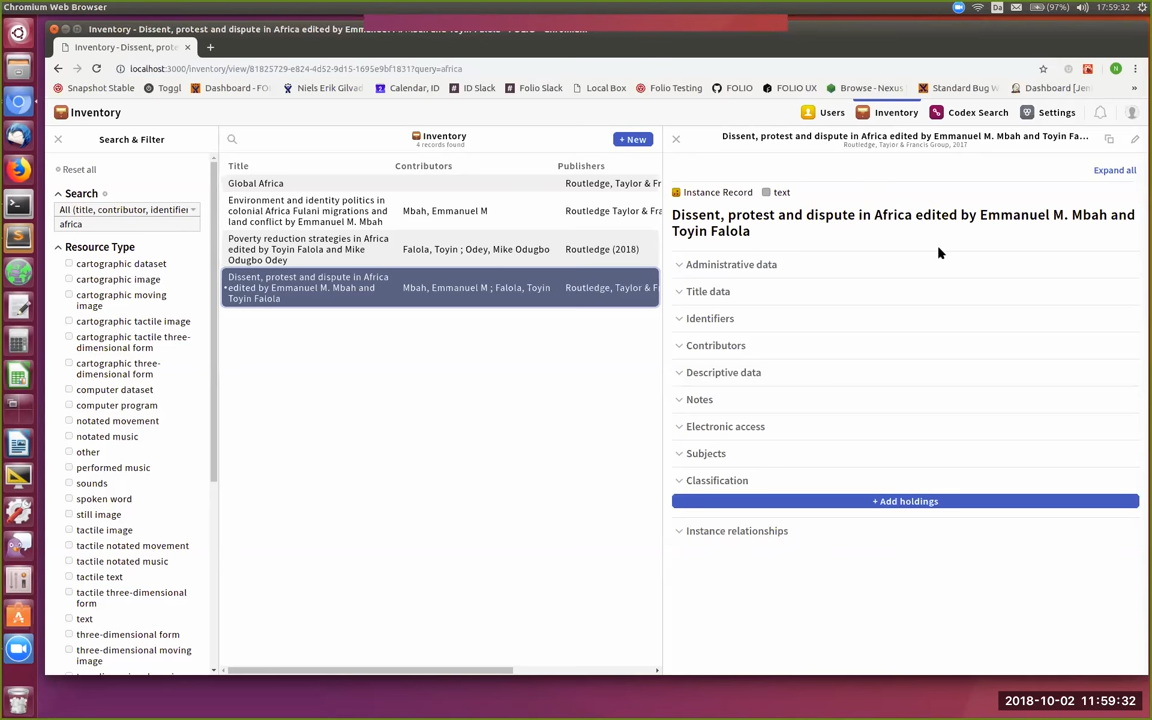 Chromium Web Browser
Da
(97%)
17:59:32
Inventory - Dissent, protest and dispute in Africa edited by Emm
Inventory - Dissent, prote
localhost:3000/inventory/view/81825729-e824-4d52-9d15-1695e9bf1831?query=africa
N
Snapshot Stable
Toggl
Dashboard - FO
Niels Erik Gilvad
Calendar, ID
ID Slack
Folio Slack
Local Box
Folio Testing
FOLIO
FOLIO UX
Browse - Nexus
Standard Bug W
Dashboard [Jen
»
Inventory
Users
Inventory
Codex Search
Settings
Search & Filter
Reset all
Search
All (title, contributor, identifier
africa
Resource Type
cartographic dataset
cartographic image
cartographic moving
image
cartographic tactile image
cartographic tactile three-
dimensional form
cartographic three-
dimensional form
computer dataset
computer program
notated movement
notated music
other
performed music
sounds
spoken word
still image
tactile image
tactile notated movement
tactile notated music
tactile text
tactile three-dimensional
form
text
three-dimensional form
three-dimensional moving
image
Inventory
4 records found
+ New
Title
Contributors
Publishers
Global Africa
Routledge, Taylor & Fr
Environment and identity politics in
colonial Africa Fulani migrations and
land conflict by Emmanuel M. Mbah
Mbah, Emmanuel M
Routledge Taylor & Fra
Poverty reduction strategies in Africa
edited by Toyin Falola and Mike
Odugbo Odey
Falola, Toyin ; Odey, Mike Odugbo
Routledge (2018)
Dissent, protest and dispute in Africa
• edited by Emmanuel M. Mbah and
Toyin Falola
Mbah, Emmanuel M ; Falola, Toyin
Routledge, Taylor & F
Dissent, protest and dispute in Africa edited by Emmanuel M. Mbah and Toyin Fa...
Routledge, Taylor & Francis Group, 2017
Expand all
Instance Record
text
Dissent, protest and dispute in Africa edited by Emmanuel M. Mbah and
Toyin Falola
Administrative data
Title data
Identifiers
Contributors
Descriptive data
Notes
Electronic access
Subjects
Classification
+ Add holdings
Instance relationships
2018-10-02 11:59:32